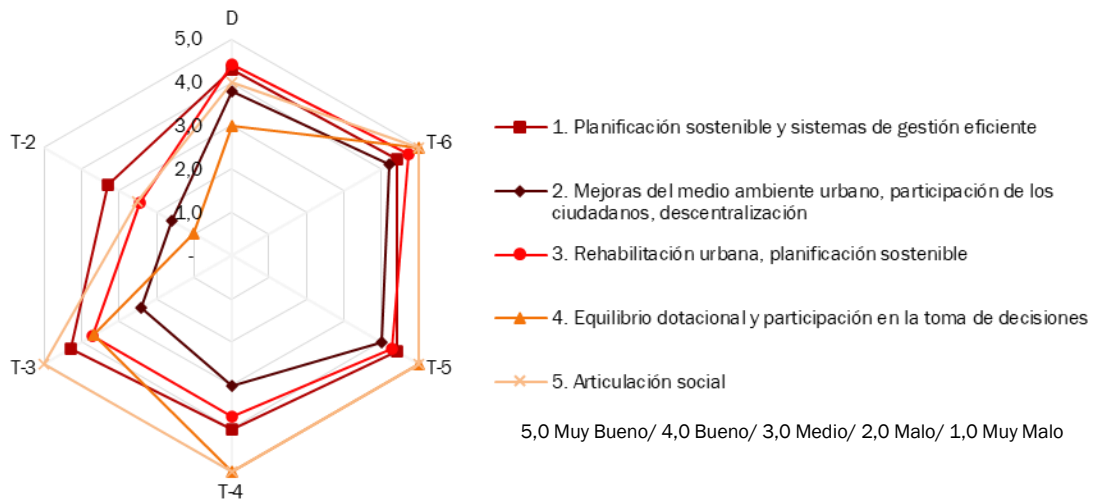 D
5,0
4,0
3,0
2,0
1,0
-
T-2
T-6
T-3
T-5
T-4
1. Planificación sostenible y sistemas de gestión eficiente
2. Mejoras del medio ambiente urbano, participación de los
ciudadanos, descentralización
3. Rehabilitación urbana, planificación sostenible
4. Equilibrio dotacional y participación en la toma de decisiones
5. Articulación social
5,0 Muy Bueno/ 4,0 Bueno/ 3,0 Medio/ 2,0 Malo/ 1,0 Muy Malo